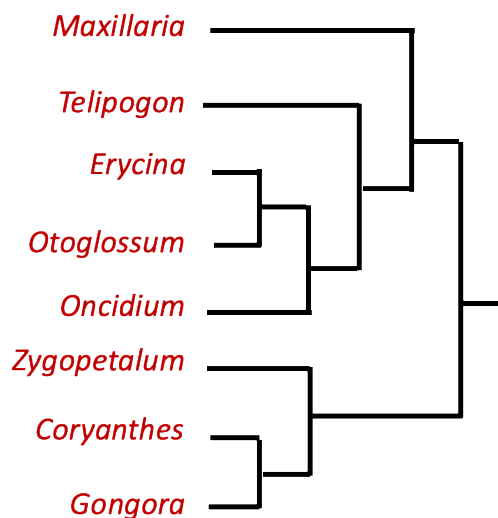 Maxillaria
Telipogon
Erycina
Otoglossum
Oncidium
Zygopetalum
Coryanthes
Gongora